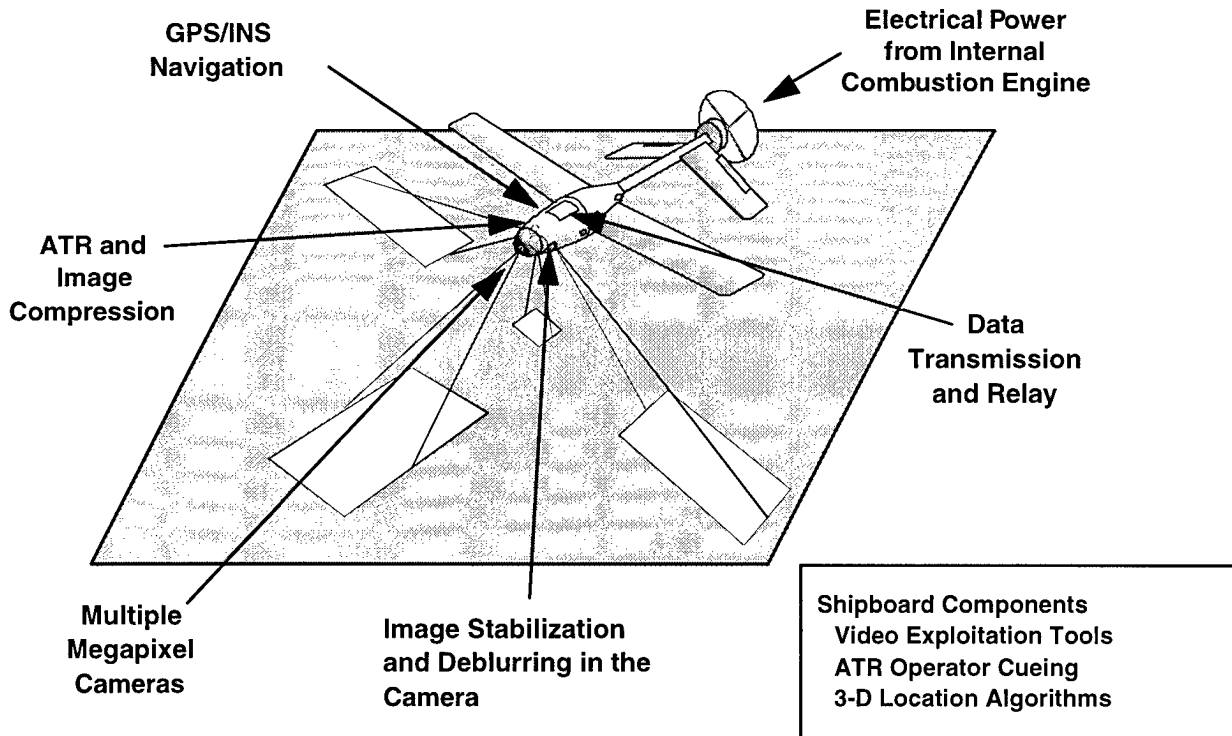 GPS/INS
Navigation
Electrical Power
from Internal
Combustion Engine
ATR and
Image
Compression
Data
Transmission
and Relay
Multiple
Megapixel
Cameras
Image Stabilization
and Deblurring in the
Camera
Shipboard Components
Video Exploitation Tools
ATR Operator Cueing
3-D Location Algorithms